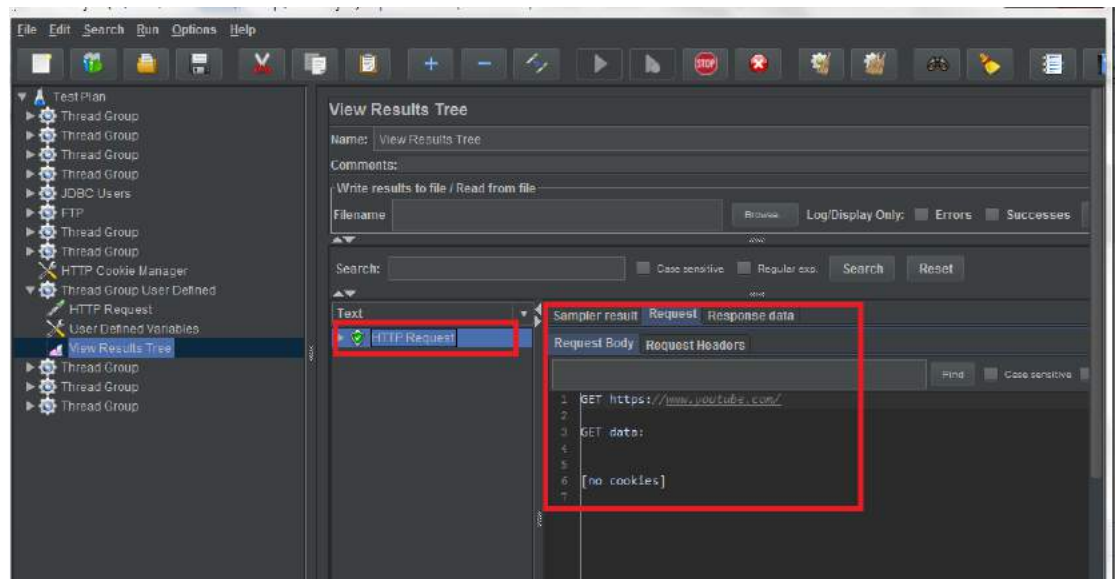 File Edit Search Run Options Help
STOP
Test Plan
Thread Group
Thread Group
Thread Group
Thread Group
JDBC Users
FTP
Thread Group
Thread Group
HTTP Cookie Manager
Thread Group User Defined
HTTP Request
User Defined Variables
View Results Tree
Thread Group
Thread Group
Thread Group
View Results Tree
Name: View Results Tree
Comments:
Write results to file / Read from file
Filename Browse... Log/Display Only: Errors Successes
Search: Case sensitive Regular exp. Search Reset
Text
HTTP Request
Sampler result Request Response data
Request Body Request Headers
Find Case sensitive
1 GET https://www.youtube.com/
2
3 GET data:
4
5
6 [no cookies]
7